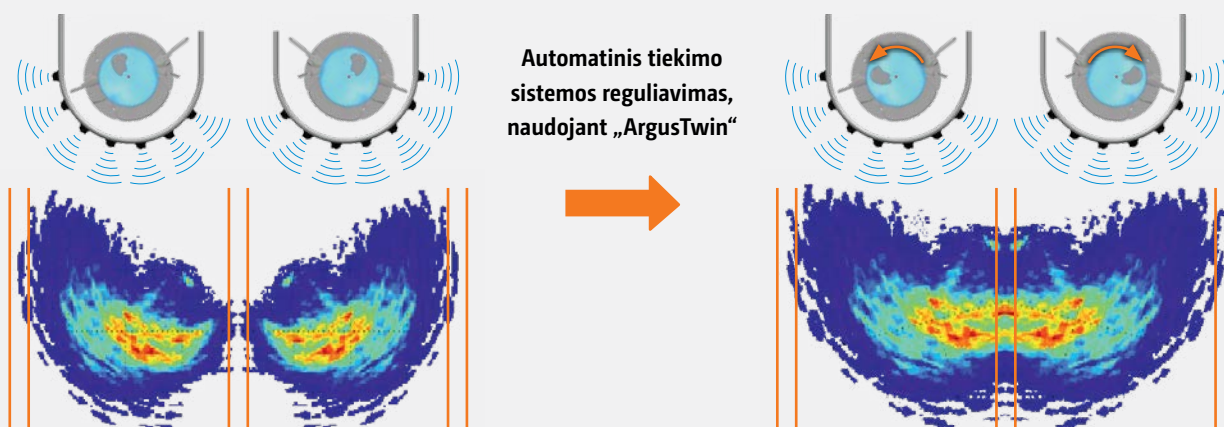 Automatinis tiekimo
sistemos reguliavimas,
naudojant „ArgusTwin“